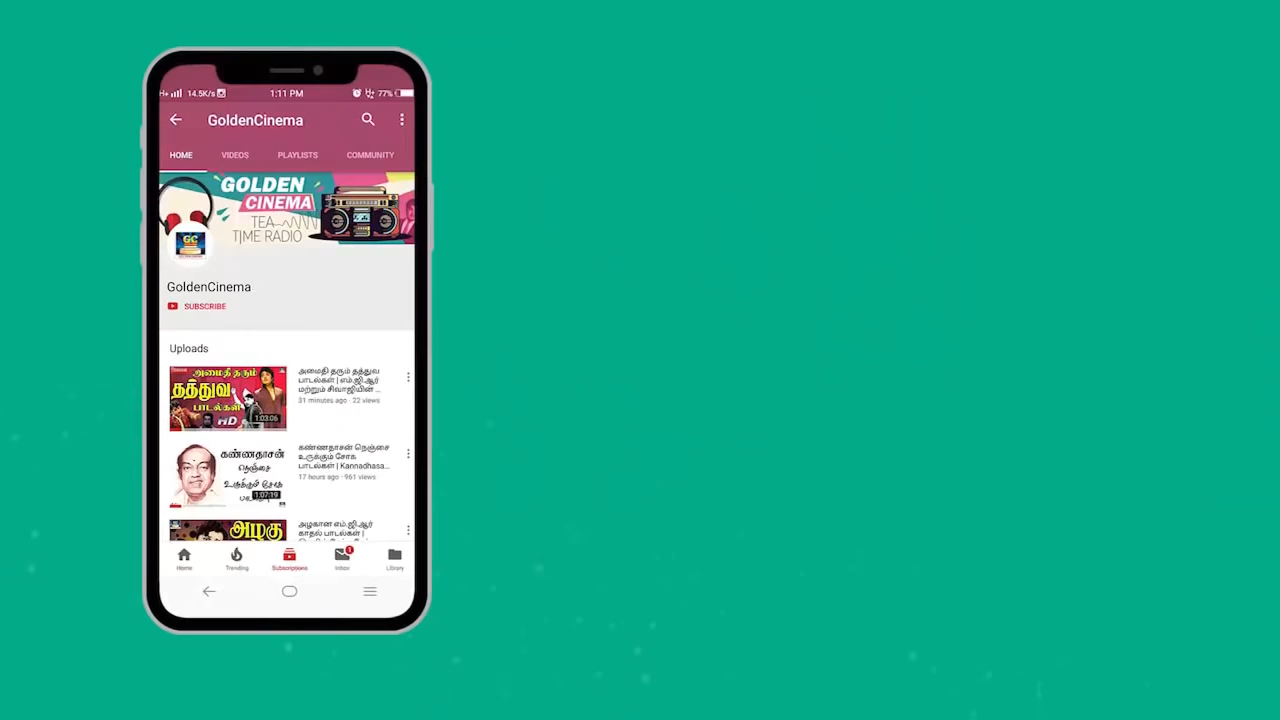 H+ 14.5K/s 1:11 PM 77%
GoldenCinema
HOME VIDEOS PLAYLISTS COMMUNITY
GOLDEN
CINEMA
TEA
TIME RADIO
GC
GoldenCinema
SUBSCRIBE
Uploads
அமைதி தரும்
தத்துவ
பாடல்கள்
HD
1:03:06
அமைதி தரும் தத்துவ
பாடல்கள் | எம்.ஜி.ஆர்
மற்றும் சிவாஜியின் ...
31 minutes ago · 22 views
கண்ணதாசன்
நெஞ்சை
உருக்கும் சோக
1:07:19
கண்ணதாசன் நெஞ்சை
உருக்கும் சோக
பாடல்கள் | Kannadhasa...
17 hours ago · 961 views
அழகு
அழகான எம்.ஜி.ஆர்
காதல் பாடல்கள் |
1
Home Trending Subscriptions Inbox Library